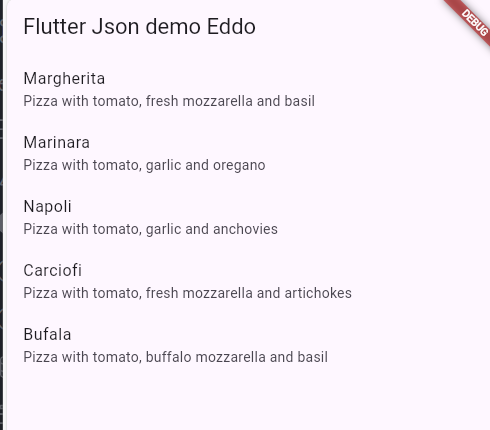 Flutter Json demo Eddo
DEBUG
Margherita
Pizza with tomato, fresh mozzarella and basil
Marinara
Pizza with tomato, garlic and oregano
Napoli
Pizza with tomato, garlic and anchovies
Carciofi
Pizza with tomato, fresh mozzarella and artichokes
Bufala
Pizza with tomato, buffalo mozzarella and basil